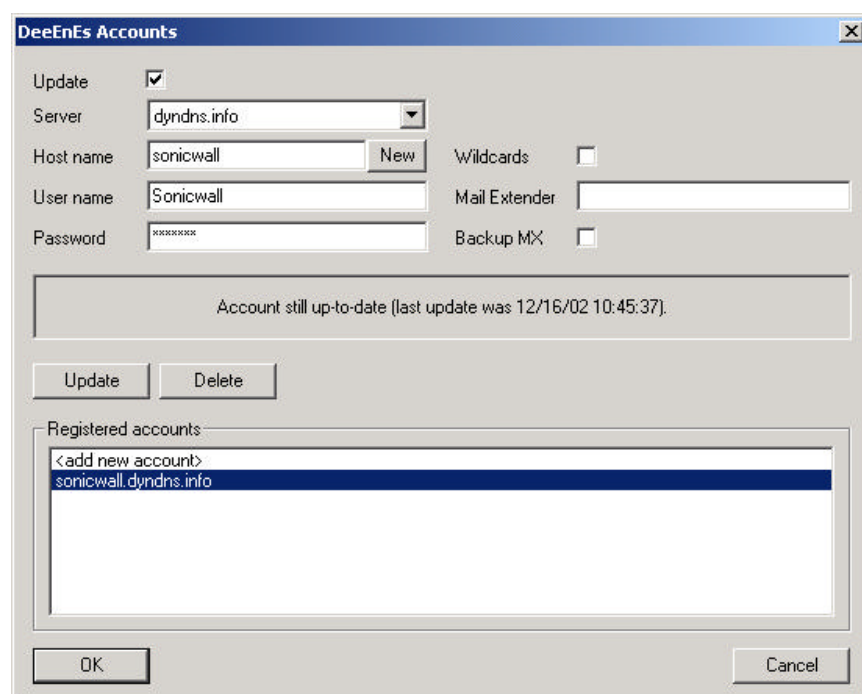 DeeEnEs Accounts
Update
Server dyndns.info
Host name sonicwall New Wildcards
User name Sonicwall Mail Extender
Password ******* Backup MX
Account still up-to-date (last update was 12/16/02 10:45:37).
Update Delete
Registered accounts
<add new account>
sonicwall.dyndns.info
OK Cancel